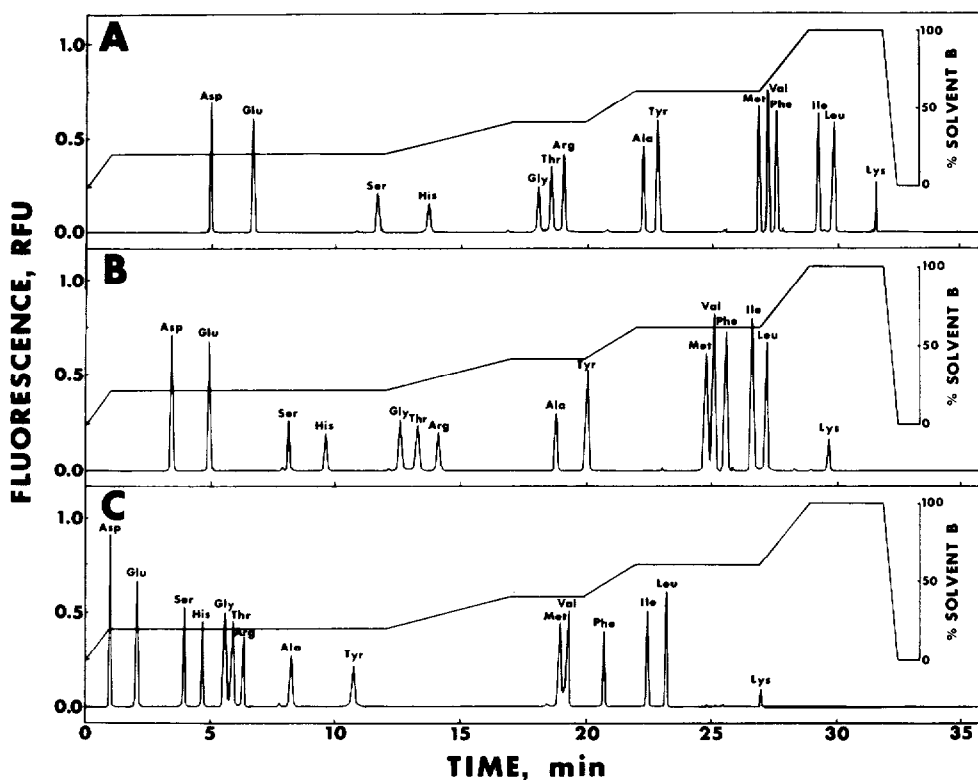 A
1.0
0.5
0.0
Asp
Glu
Ser
His
Gly
Thr
Arg
Ala
Tyr
Met
Val
Phe
Ile
Leu
Lys
100
50
0
% SOLVENT B
B
1.0
0.5
0.0
Asp
Glu
Ser
His
Gly
Thr
Arg
Ala
Tyr
Met
Val
Phe
Ile
Leu
Lys
100
50
0
% SOLVENT B
C
1.0
0.5
0.0
Asp
Glu
Ser
His
Gly
Thr
Arg
Ala
Tyr
Met
Val
Phe
Ile
Leu
Lys
100
50
0
% SOLVENT B
FLUORESCENCE, RFU
0 5 10 15 20 25 30 35
TIME, min